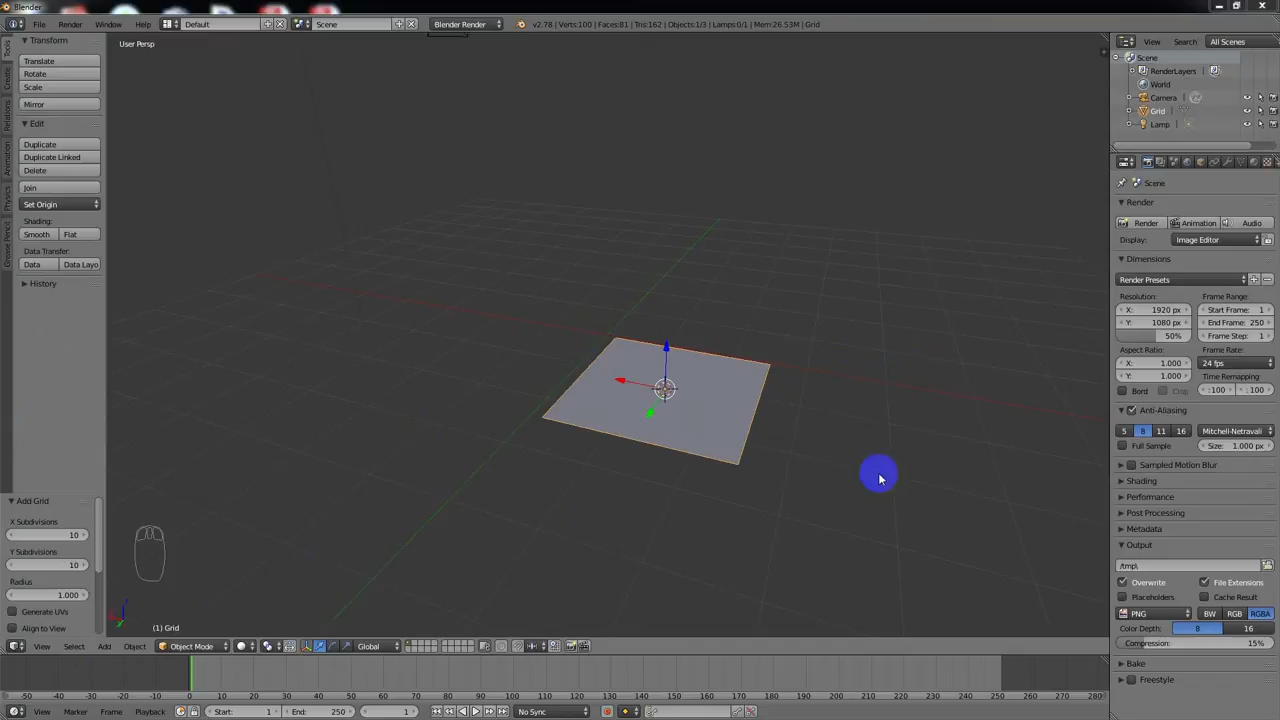 Blender
File Render Window Help Default Scene Blender Render v2.78 | Verts:100 | Faces:81 | Tris:162 | Objects:1/3 | Lamps:0/1 | Mem:26.53M | Grid
View Search All Scenes
Tools
Create
Relations
Animation
Physics
Grease Pencil
Transform
Translate
Rotate
Scale
Mirror
Edit
Duplicate
Duplicate Linked
Delete
Join
Set Origin
Shading:
Smooth Flat
Data Transfer:
Data Data Layo
History
Add Grid
X Subdivisions
10
Y Subdivisions
10
Radius
1.000
Generate UVs
Align to View
User Persp
(1) Grid
View Select Add Object Object Mode Global
Scene
RenderLayers
World
Camera
Grid
Lamp
Scene
Render
Render Animation Audio
Display: Image Editor
Dimensions
Render Presets
Resolution: Frame Range:
X: 1920 px Start Frame: 1
Y: 1080 px End Frame: 250
50% Frame Step: 1
Aspect Ratio: Frame Rate:
X: 1.000 24 fps
Y: 1.000 Time Remapping
Bord Crop :100 :100
Anti-Aliasing
5 8 11 16 Mitchell-Netravali
Full Sample Size: 1.000 px
Sampled Motion Blur
Shading
Performance
Post Processing
Metadata
Output
/tmp\
Overwrite File Extensions
Placeholders Cache Result
PNG BW RGB RGBA
Color Depth: 8 16
Compression: 15%
Bake
Freestyle
-50 -40 -30 -20 -10 0 10 20 30 40 50 60 70 80 90 100 110 120 130 140 150 160 170 180 190 200 210 220 230 240 250 260 270 280
View Marker Frame Playback Start: 1 End: 250 1 No Sync